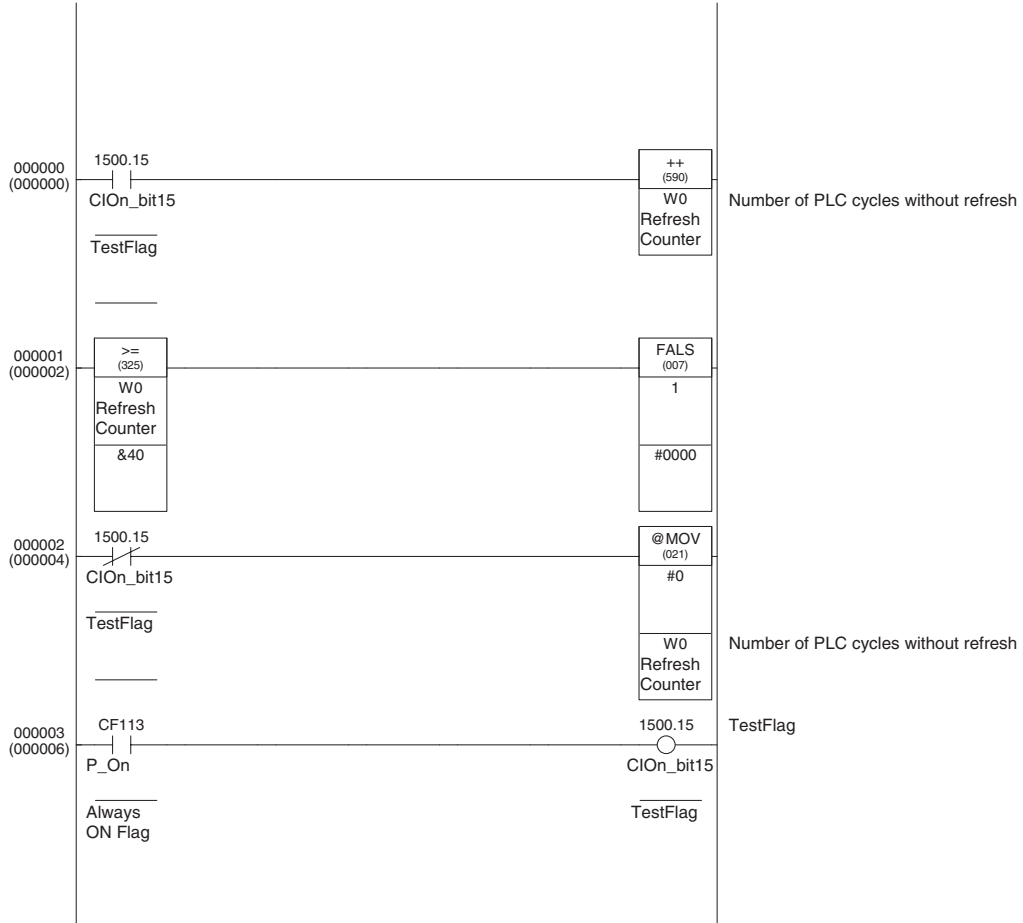 000000
(000000)
1500.15
CIOn_bit15
TestFlag
++
(590)
W0
Refresh
Counter
Number of PLC cycles without refresh
000001
(000002)
>=
(325)
W0
Refresh
Counter
&40
FALS
(007)
1
#0000
000002
(000004)
1500.15
CIOn_bit15
TestFlag
@MOV
(021)
#0
W0
Refresh
Counter
Number of PLC cycles without refresh
000003
(000006)
CF113
P_On
Always
ON Flag
1500.15
CIOn_bit15
TestFlag
TestFlag